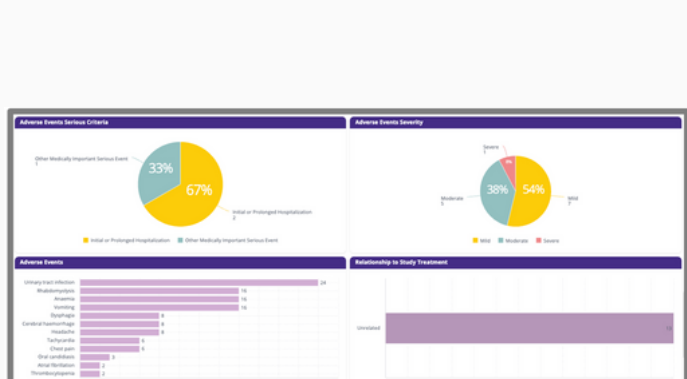 Adverse Events Serious Criteria
Other Medically Important Serious Event
1
33%
67%
Initial or Prolonged Hospitalization
2
Initial or Prolonged Hospitalization
Other Medically Important Serious Event
Adverse Events Severity
Severe
1
8%
38%
54%
Moderate
5
Mild
7
Mild
Moderate
Severe
Adverse Events
Urinary tract infection 24
Rhabdomyolysis 16
Anaemia 16
Vomiting 16
Dysphagia 8
Cerebral haemorrhage 8
Headache 8
Tachycardia 6
Chest pain 6
Oral candidiasis 3
Atrial fibrillation 2
Thrombocytopenia 2
Relationship to Study Treatment
Unrelated